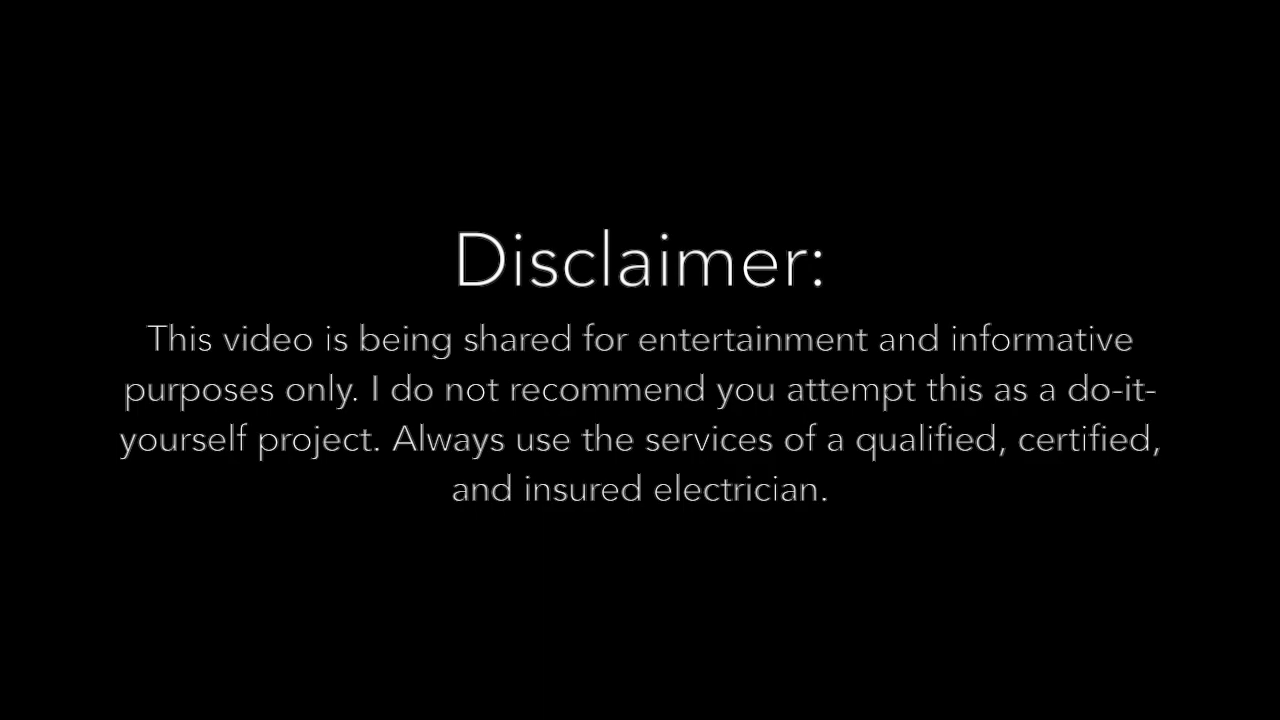 Disclaimer:
This video is being shared for entertainment and informative
purposes only. I do not recommend you attempt this as a do-it-
yourself project. Always use the services of a qualified, certified,
and insured electrician.